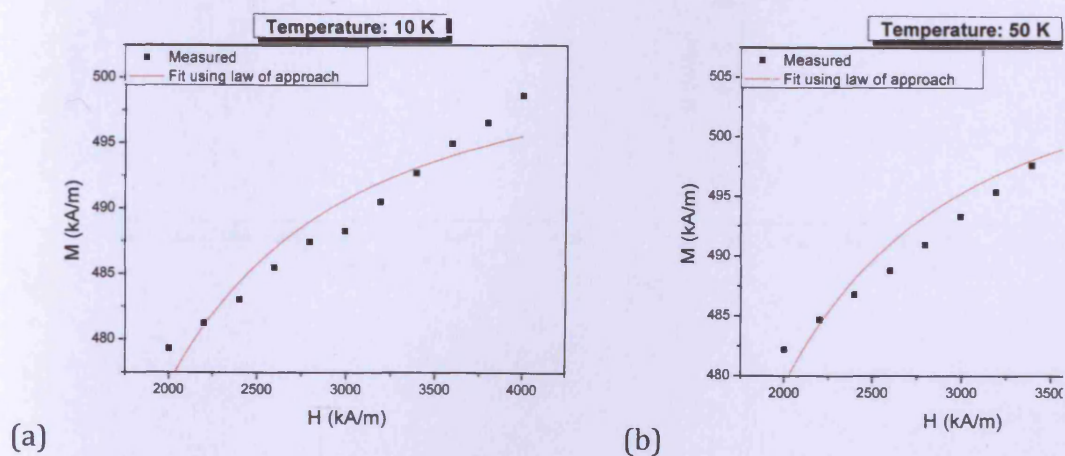 Temperature: 10 K
Measured
Fit using law of approach
500
495
490
485
480
M (kA/m)
2000 2500 3000 3500 4000
H (kA/m)
(a)
Temperature: 50 K
Measured
Fit using law of approach
505
500
495
490
485
480
M (kA/m)
2000 2500 3000 3500
H (kA/m)
(b)